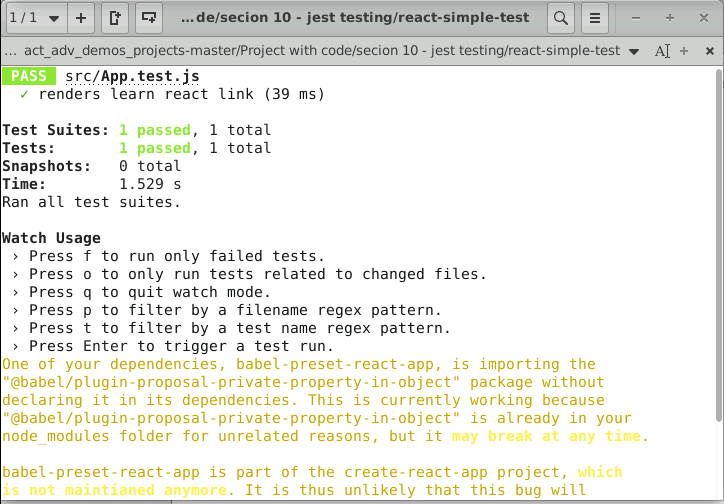 1 / 1
...de/secion 10 - jest testing/react-simple-test
... act_adv_demos_projects-master/Project with code/secion 10 - jest testing/react-simple-test
PASS src/App.test.js
✓ renders learn react link (39 ms)
Test Suites: 1 passed, 1 total
Tests: 1 passed, 1 total
Snapshots: 0 total
Time: 1.529 s
Ran all test suites.
Watch Usage
› Press f to run only failed tests.
› Press o to only run tests related to changed files.
› Press q to quit watch mode.
› Press p to filter by a filename regex pattern.
› Press t to filter by a test name regex pattern.
› Press Enter to trigger a test run.
One of your dependencies, babel-preset-react-app, is importing the
"@babel/plugin-proposal-private-property-in-object" package without
declaring it in its dependencies. This is currently working because
"@babel/plugin-proposal-private-property-in-object" is already in your
node_modules folder for unrelated reasons, but it may break at any time.
babel-preset-react-app is part of the create-react-app project, which
is not maintianed anymore. It is thus unlikely that this bug will